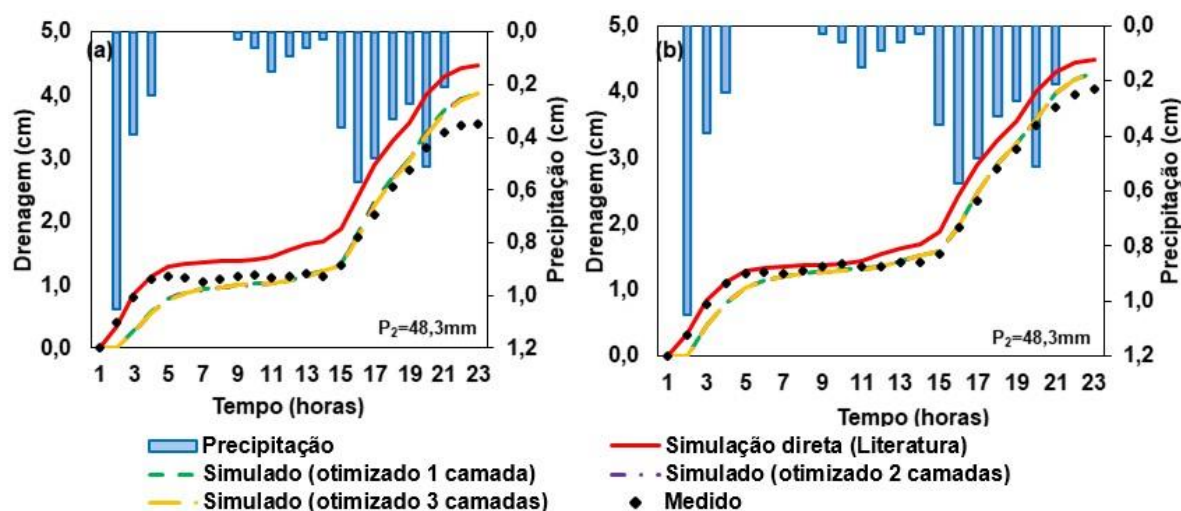 (a)
5,0
4,0
3,0
2,0
1,0
0,0
Drenagem (cm)
0,0
0,2
0,4
0,6
0,8
1,0
1,2
Precipitação (cm)
P₂=48,3mm
1 3 5 7 9 11 13 15 17 19 21 23
Tempo (horas)
(b)
5,0
4,0
3,0
2,0
1,0
0,0
Drenagem (cm)
0,0
0,2
0,4
0,6
0,8
1,0
1,2
Precipitação (cm)
P₂=48,3mm
1 3 5 7 9 11 13 15 17 19 21 23
Tempo (horas)
Precipitação
Simulação direta (Literatura)
Simulado (otimizado 1 camada)
Simulado (otimizado 2 camadas)
Simulado (otimizado 3 camadas)
Medido